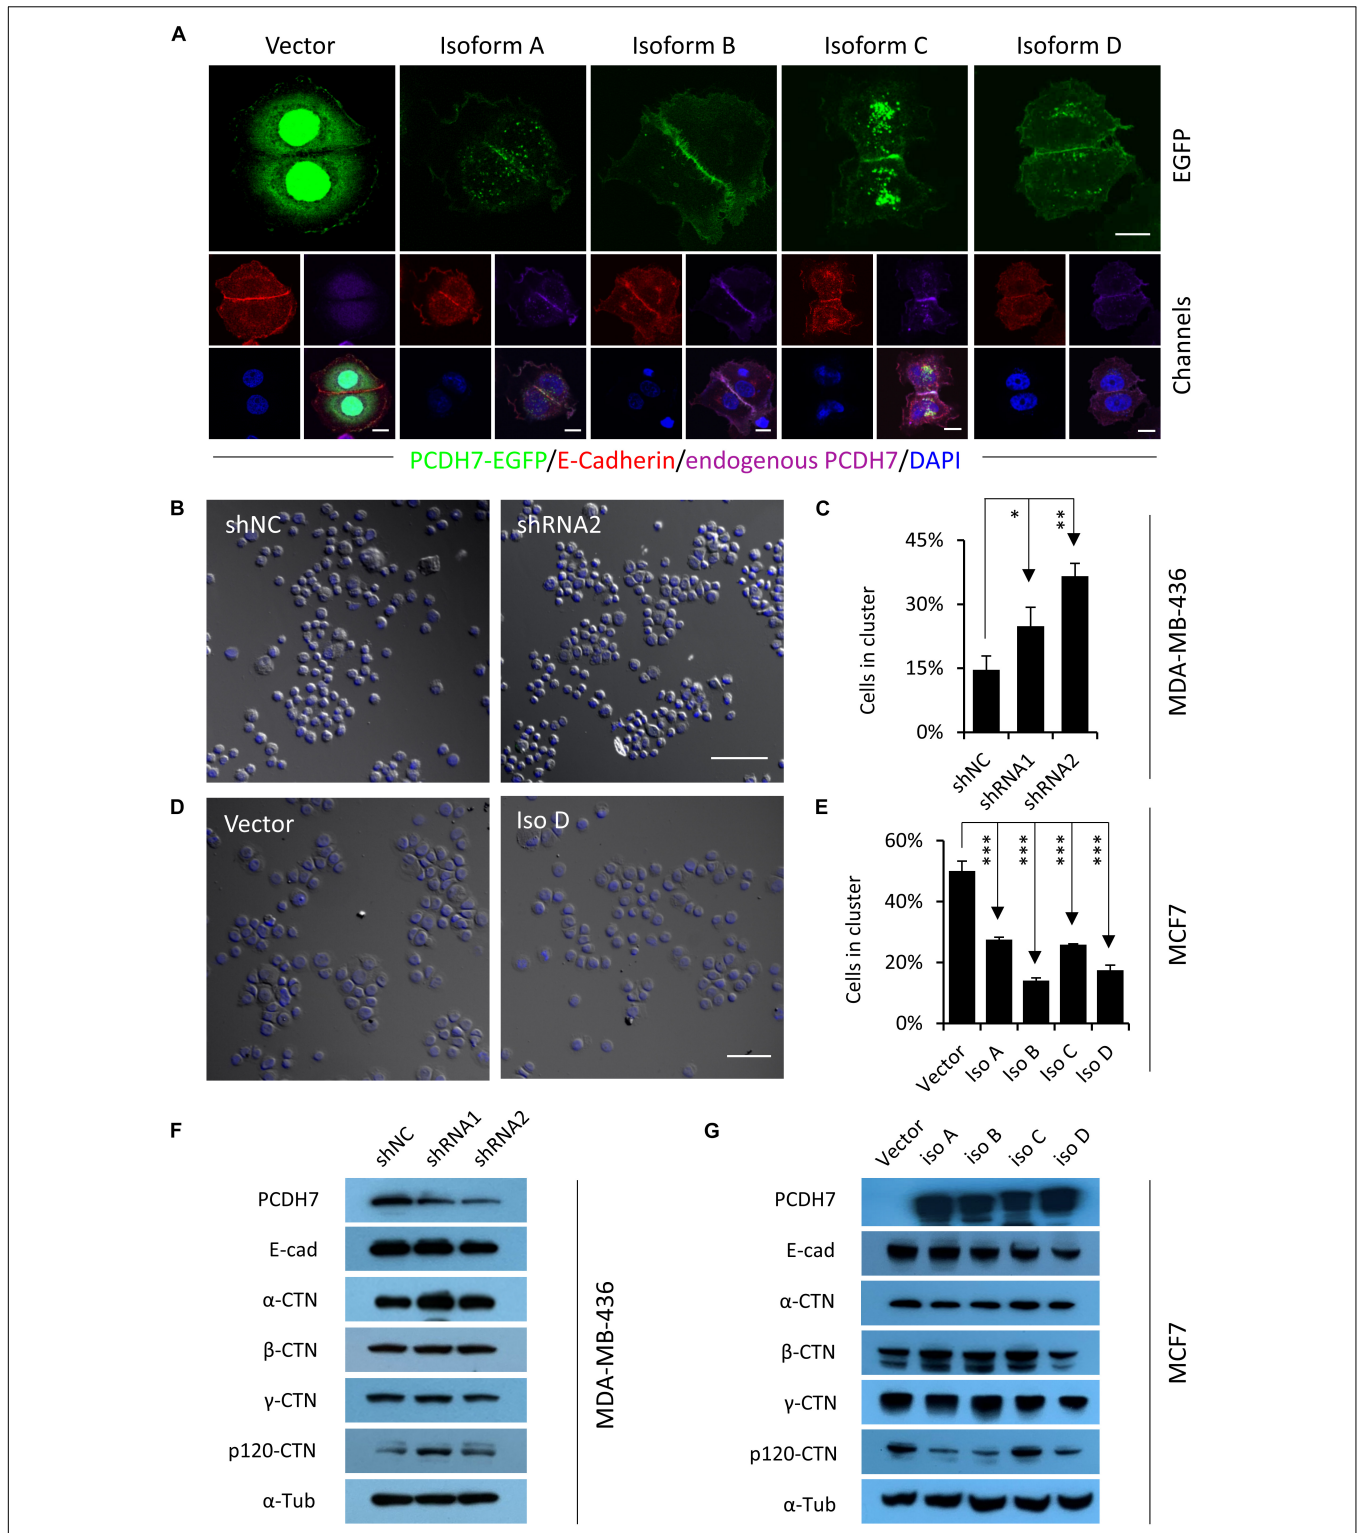 A
Vector
Isoform A
Isoform B
Isoform C
Isoform D
EGFP
Channels
PCDH7-EGFP/E-Cadherin/endogenous PCDH7/DAPI
B
shNC
shRNA2
C
Cells in cluster
45%
30%
15%
0%
*
**
shNC
shRNA1
shRNA2
MDA-MB-436
D
Vector
Iso D
E
Cells in cluster
60%
40%
20%
0%
***
***
***
***
Vector
Iso A
Iso B
Iso C
Iso D
MCF7
F
shNC
shRNA1
shRNA2
PCDH7
E-cad
α-CTN
β-CTN
γ-CTN
p120-CTN
α-Tub
MDA-MB-436
G
Vector
iso A
iso B
iso C
iso D
PCDH7
E-cad
α-CTN
β-CTN
γ-CTN
p120-CTN
α-Tub
MCF7